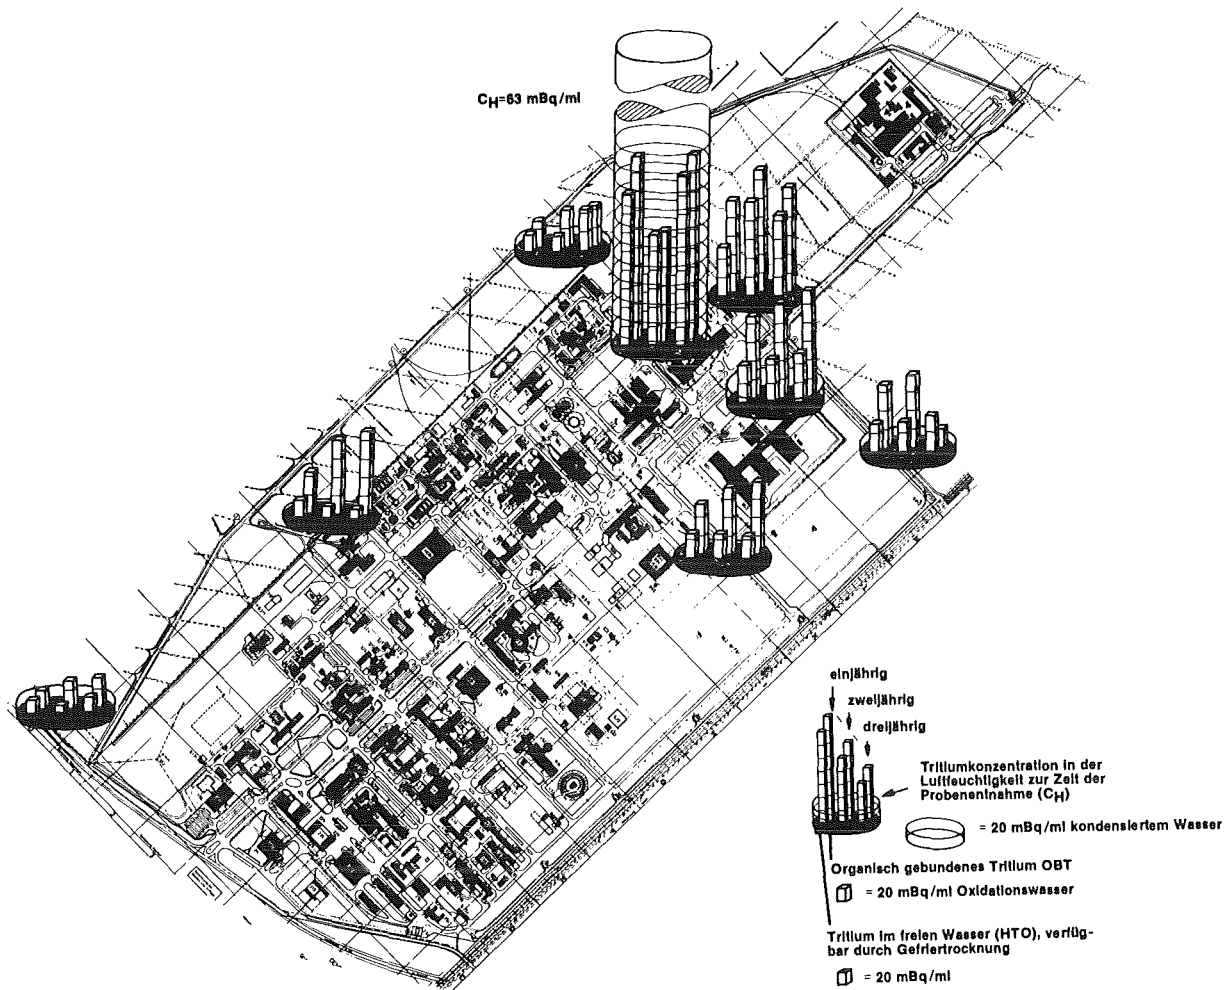 CH=63 mBq/ml
einjährig
zweijährig
dreijährig
Tritiumkonzentration in der
Luftfeuchtigkeit zur Zeit der
Probenentnahme (CH)
= 20 mBq/ml kondensiertem Wasser
Organisch gebundenes Tritium OBT
= 20 mBq/ml Oxidationswasser
Tritium im freien Wasser (HTO), verfüg-
bar durch Gefriertrocknung
= 20 mBq/ml